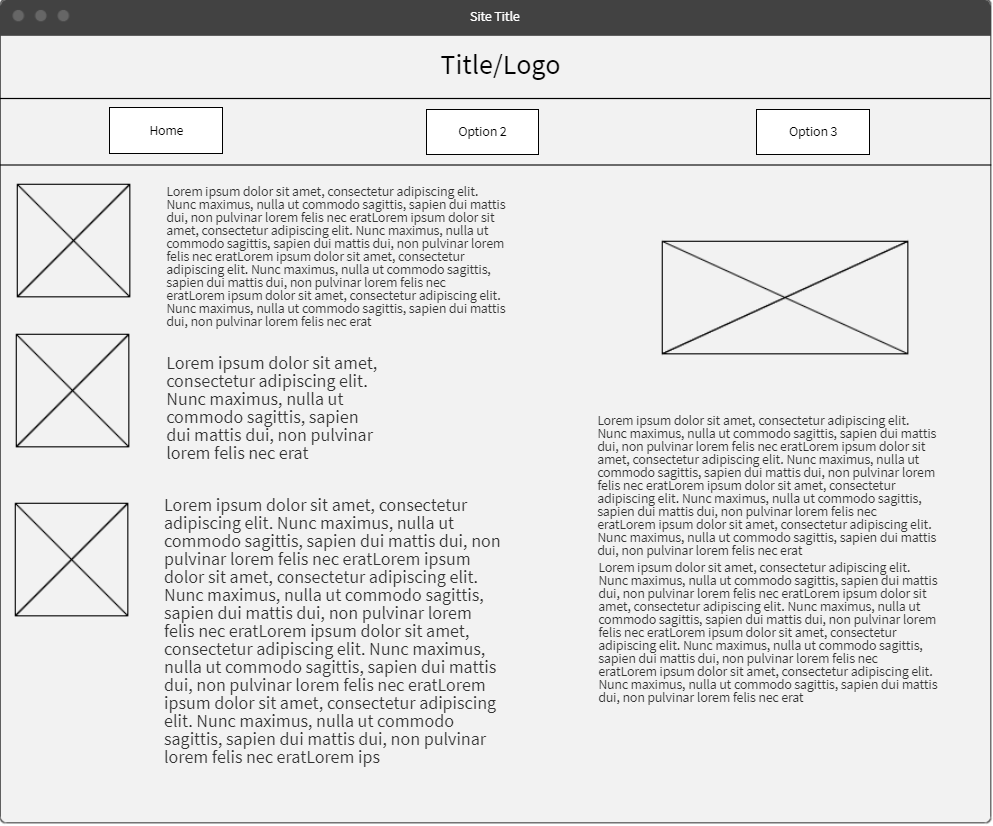 Site Title
Title/Logo
Home
Option 2
Option 3
Lorem ipsum dolor sit amet, consectetur adipiscing elit.
Nunc maximus, nulla ut commodo sagittis, sapien dui mattis
dui, non pulvinar lorem felis nec eratLorem ipsum dolor sit
amet, consectetur adipiscing elit. Nunc maximus, nulla ut
commodo sagittis, sapien dui mattis dui, non pulvinar lorem
felis nec eratLorem ipsum dolor sit amet, consectetur
adipiscing elit. Nunc maximus, nulla ut commodo sagittis,
sapien dui mattis dui, non pulvinar lorem felis nec
eratLorem ipsum dolor sit amet, consectetur adipiscing elit.
Nunc maximus, nulla ut commodo sagittis, sapien dui mattis
dui, non pulvinar lorem felis nec erat
Lorem ipsum dolor sit amet,
consectetur adipiscing elit.
Nunc maximus, nulla ut
commodo sagittis, sapien
dui mattis dui, non pulvinar
lorem felis nec erat
Lorem ipsum dolor sit amet, consectetur
adipiscing elit. Nunc maximus, nulla ut
commodo sagittis, sapien dui mattis dui, non
pulvinar lorem felis nec eratLorem ipsum
dolor sit amet, consectetur adipiscing elit.
Nunc maximus, nulla ut commodo sagittis,
sapien dui mattis dui, non pulvinar lorem
felis nec eratLorem ipsum dolor sit amet,
consectetur adipiscing elit. Nunc maximus,
nulla ut commodo sagittis, sapien dui mattis
dui, non pulvinar lorem felis nec eratLorem
ipsum dolor sit amet, consectetur adipiscing
elit. Nunc maximus, nulla ut commodo
sagittis, sapien dui mattis dui, non pulvinar
lorem felis nec eratLorem ips
Lorem ipsum dolor sit amet, consectetur adipiscing elit.
Nunc maximus, nulla ut commodo sagittis, sapien dui mattis
dui, non pulvinar lorem felis nec eratLorem ipsum dolor sit
amet, consectetur adipiscing elit. Nunc maximus, nulla ut
commodo sagittis, sapien dui mattis dui, non pulvinar lorem
felis nec eratLorem ipsum dolor sit amet, consectetur
adipiscing elit. Nunc maximus, nulla ut commodo sagittis,
sapien dui mattis dui, non pulvinar lorem felis nec
eratLorem ipsum dolor sit amet, consectetur adipiscing elit.
Nunc maximus, nulla ut commodo sagittis, sapien dui mattis
dui, non pulvinar lorem felis nec erat
Lorem ipsum dolor sit amet, consectetur adipiscing elit.
Nunc maximus, nulla ut commodo sagittis, sapien dui mattis
dui, non pulvinar lorem felis nec eratLorem ipsum dolor sit
amet, consectetur adipiscing elit. Nunc maximus, nulla ut
commodo sagittis, sapien dui mattis dui, non pulvinar lorem
felis nec eratLorem ipsum dolor sit amet, consectetur
adipiscing elit. Nunc maximus, nulla ut commodo sagittis,
sapien dui mattis dui, non pulvinar lorem felis nec
eratLorem ipsum dolor sit amet, consectetur adipiscing elit.
Nunc maximus, nulla ut commodo sagittis, sapien dui mattis
dui, non pulvinar lorem felis nec erat